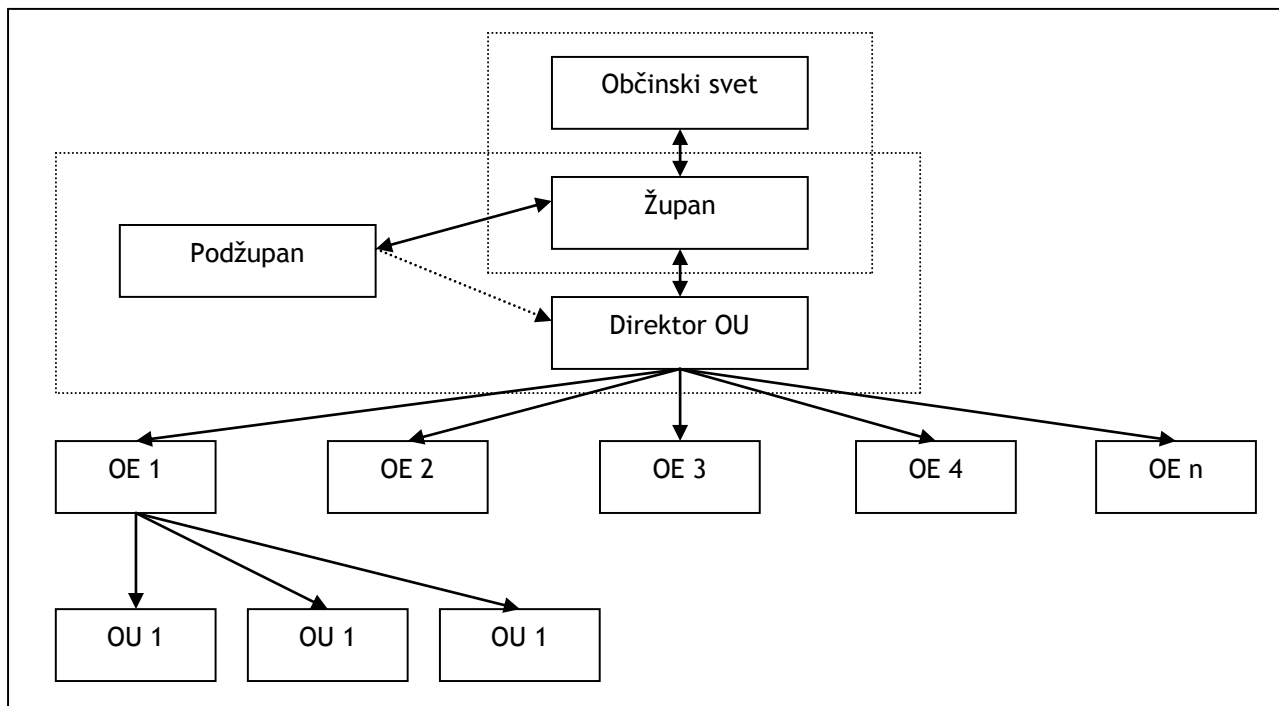 Občinski svet
Župan
Podžupan
Direktor OU
OE 1
OE 2
OE 3
OE 4
OE n
OU 1
OU 1
OU 1